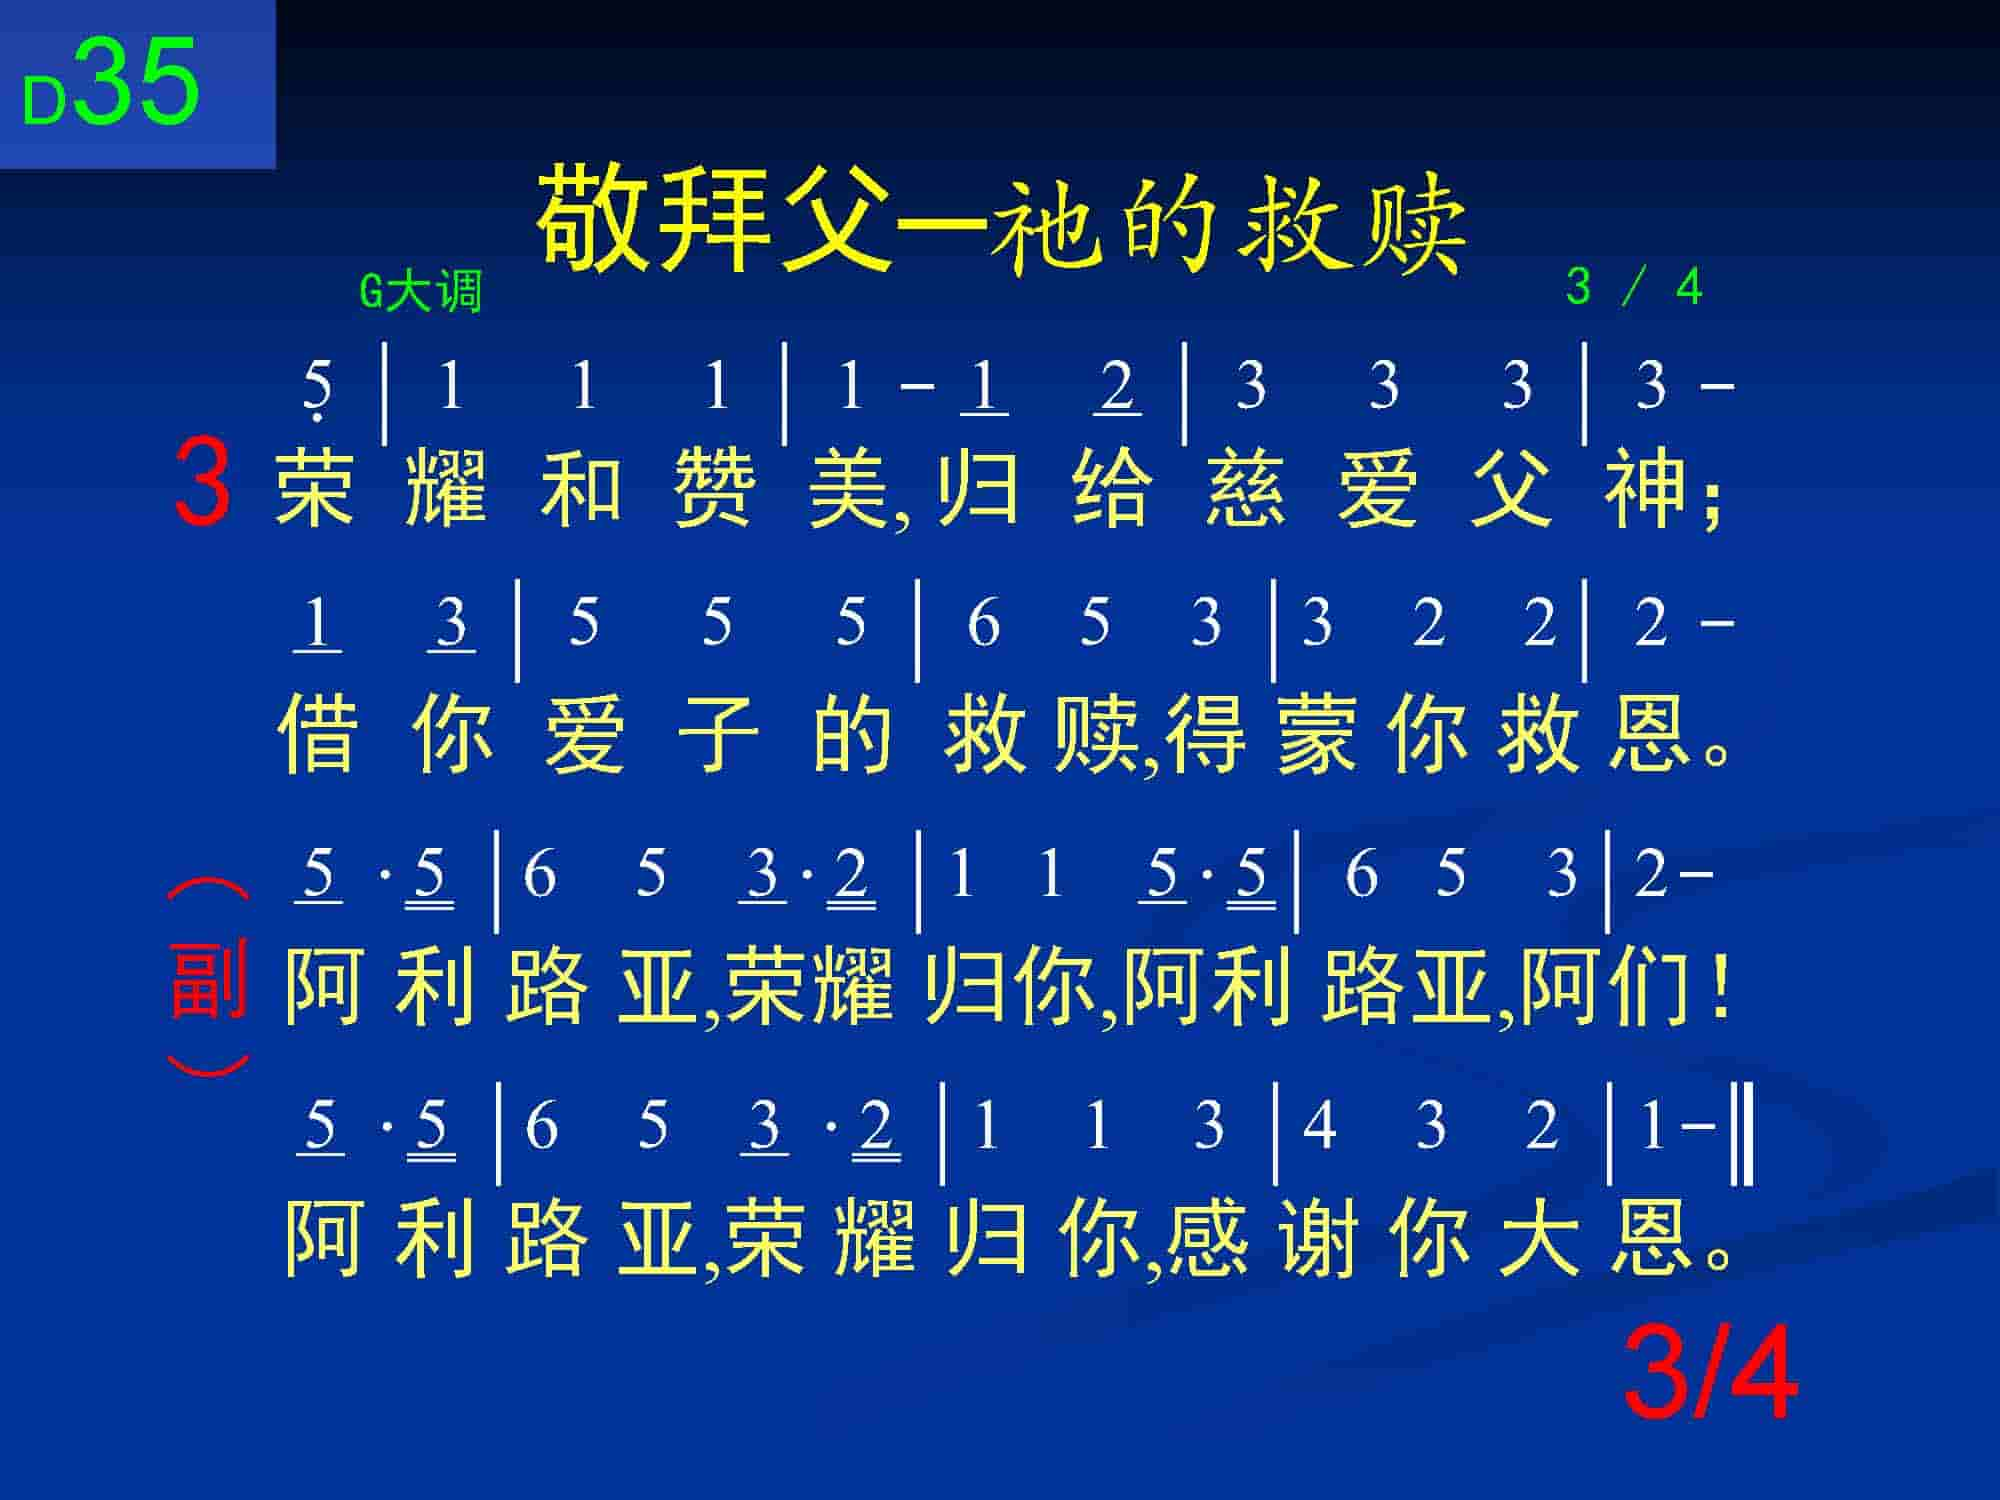 D35
敬拜父—祂的救赎
G大调 3 / 4
5̣ | 1 1 1 | 1 - 1 2 | 3 3 3 | 3 -
3 荣耀和赞美,归给慈爱父神；
1 3 | 5 5 5 | 6 5 3 | 3 2 2 | 2 -
借你爱子的救赎,得蒙你救恩。
5 · 5 | 6 5 3 · 2 | 1 1 5 · 5 | 6 5 3 | 2 -
（副） 阿利路亚,荣耀归你,阿利路亚,阿们！
5 · 5 | 6 5 3 · 2 | 1 1 3 | 4 3 2 | 1 - ‖
阿利路亚,荣耀归你,感谢你大恩。
3/4